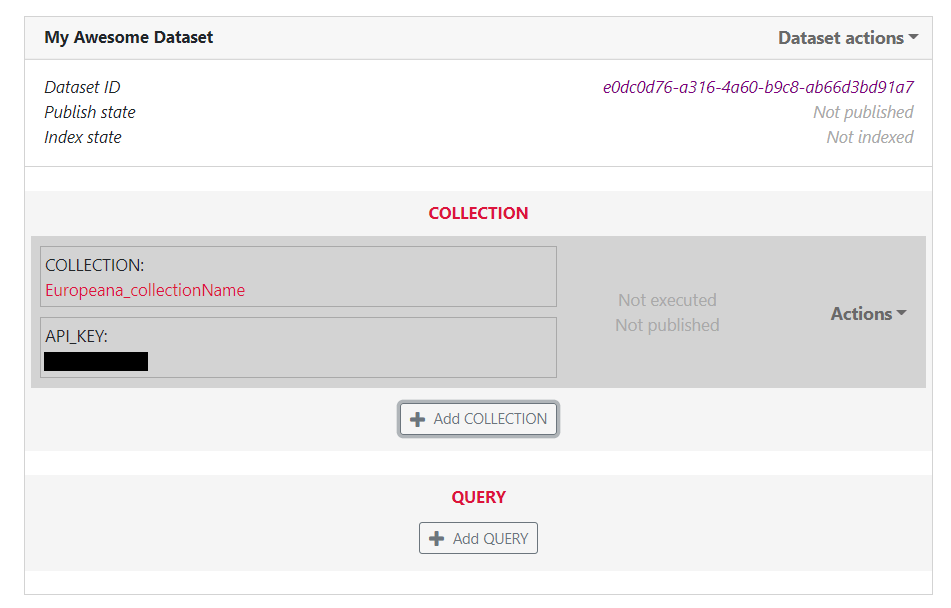 My Awesome Dataset
Dataset actions
Dataset ID
e0dc0d76-a316-4a60-b9c8-ab66d3bd91a7
Publish state
Not published
Index state
Not indexed
COLLECTION
COLLECTION:
Europeana_collectionName
API_KEY:
Not executed
Not published
Actions
Add COLLECTION
QUERY
Add QUERY